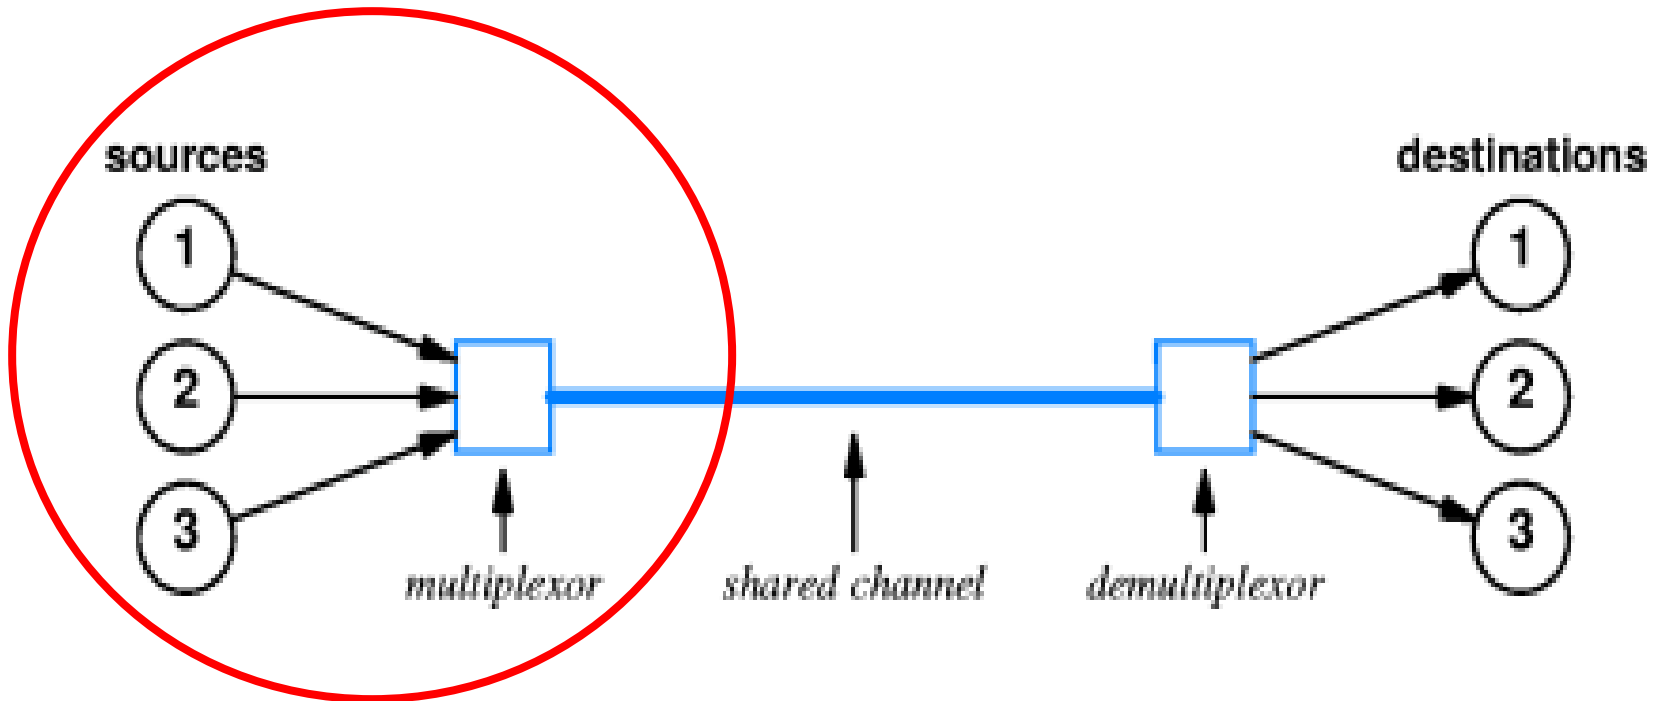 sources
destinations
1
1
2
2
3
3
multiplexor
shared channel
demultiplexor